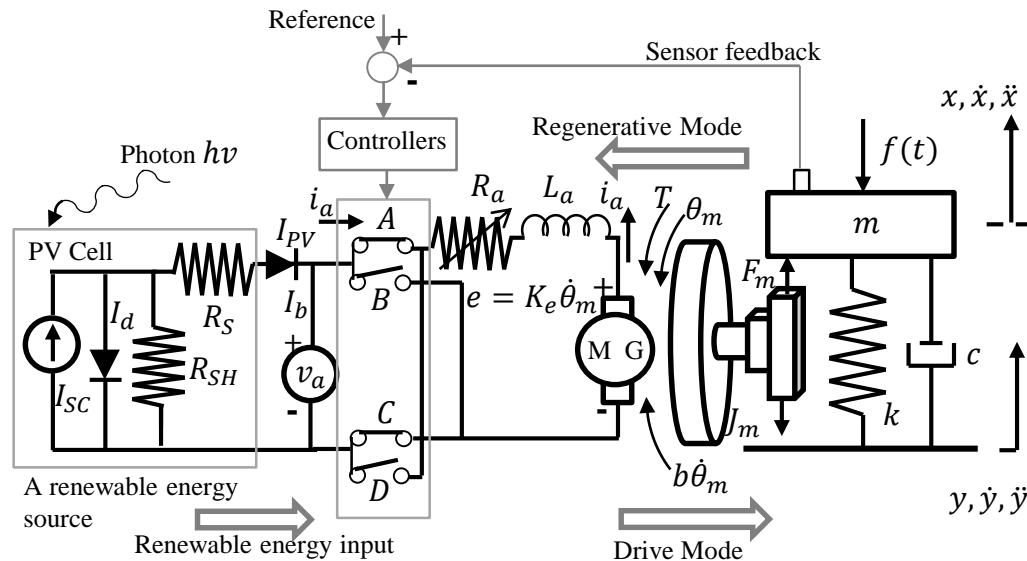 Reference
+
-
Sensor feedback
x, ẋ, ẍ
Controllers
Regenerative Mode
f(t)
Photon hν
i_a
A
R_a
L_a
i_a
T
θ_m
m
PV Cell
I_PV
B
e = K_e θ̇_m
+
F_m
I_d
R_S
I_b
+
M G
c
I_SC
R_SH
v_a
-
C
-
J_m
k
D
bθ̇_m
y, ẏ, ÿ
A renewable energy
source
Renewable energy input
Drive Mode